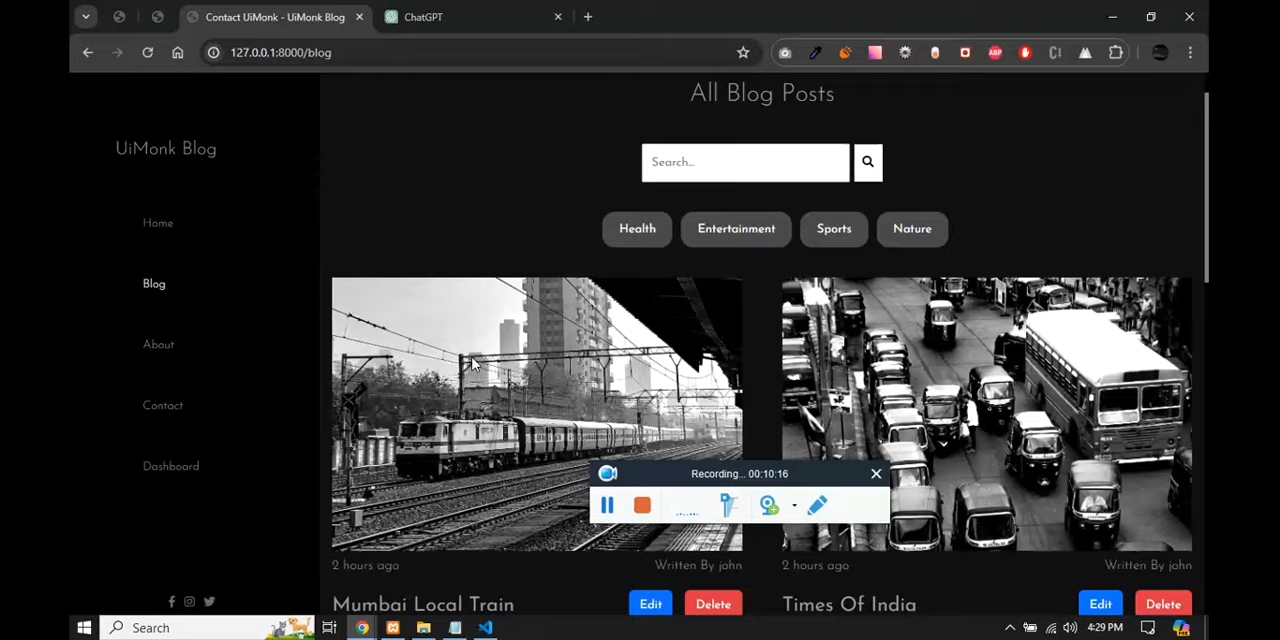 Contact UiMonk - UiMonk Blog
ChatGPT
127.0.0.1:8000/blog
ABP
UiMonk Blog
Home
Blog
About
Contact
Dashboard
All Blog Posts
Search...
Health
Entertainment
Sports
Nature
Recording... 00:10:16
2 hours ago
Written By john
2 hours ago
Written By john
Mumbai Local Train
Edit
Delete
Times Of India
Edit
Delete
Search
4:29 PM